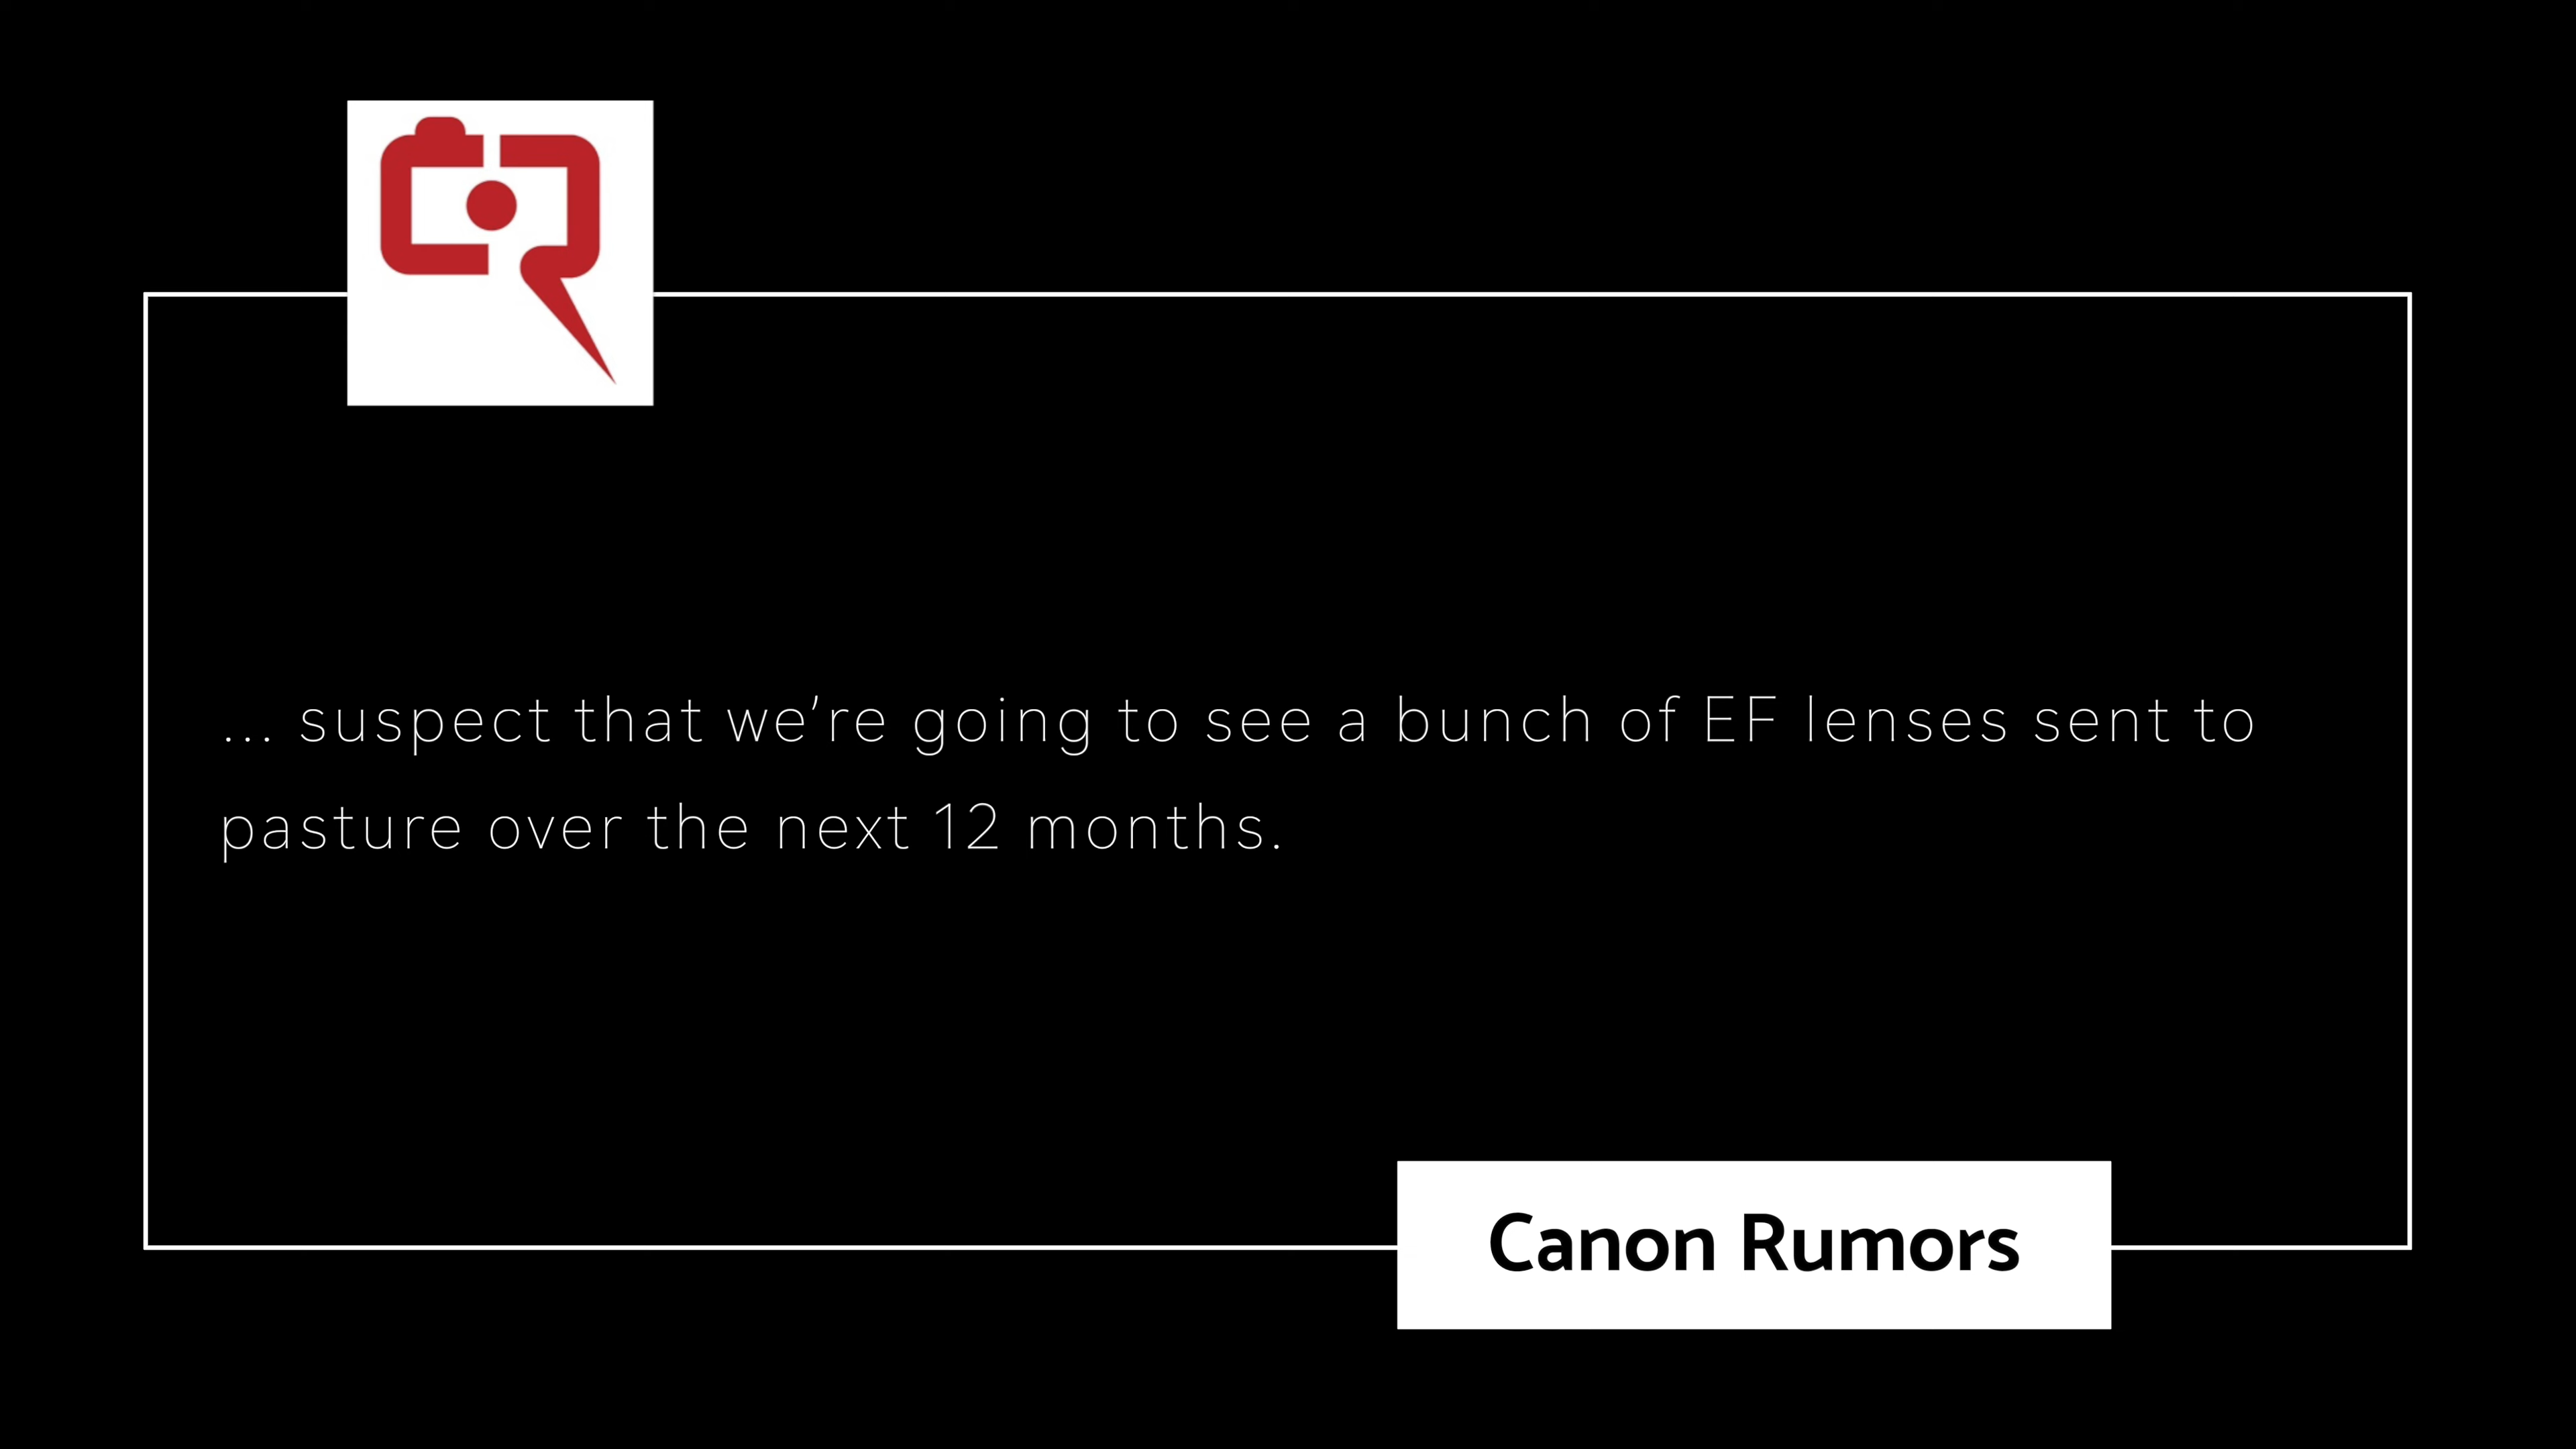 ... suspect that we’re going to see a bunch of EF lenses sent to
pasture over the next 12 months.
Canon Rumors